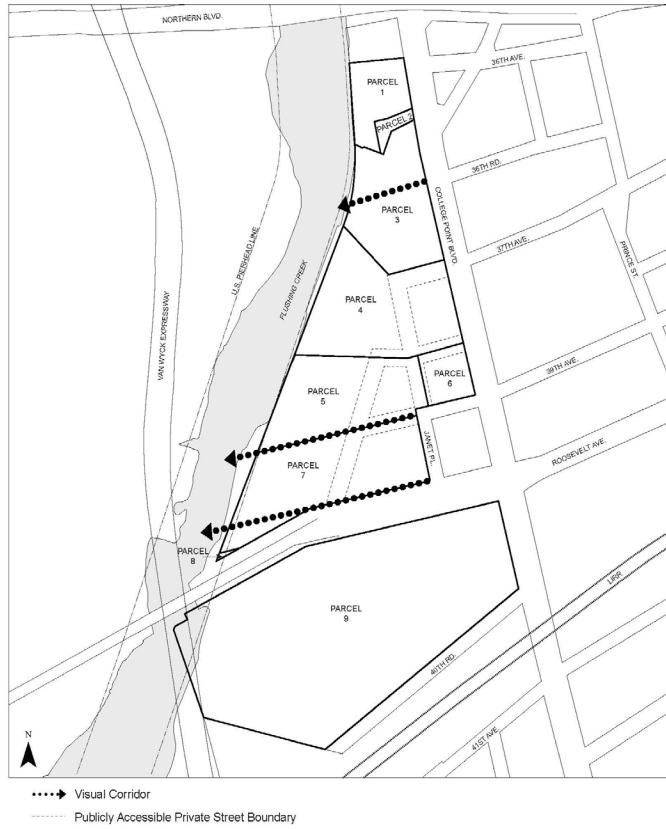 NORTHERN BLVD.
36TH AVE.
PARCEL
1
PARCEL 2
36TH RD.
PARCEL
3
COLLEGE POINT BLVD.
37TH AVE.
PRINCE ST.
U.S. PIERHEAD LINE
FLUSHING CREEK
VAN WYCK EXPRESSWAY
PARCEL
4
39TH AVE.
PARCEL
5
PARCEL
6
JANET PL.
ROOSEVELT AVE.
PARCEL
7
PARCEL
8
LIRR
PARCEL
9
40TH RD.
41ST AVE.
N
Visual Corridor
Publicly Accessible Private Street Boundary